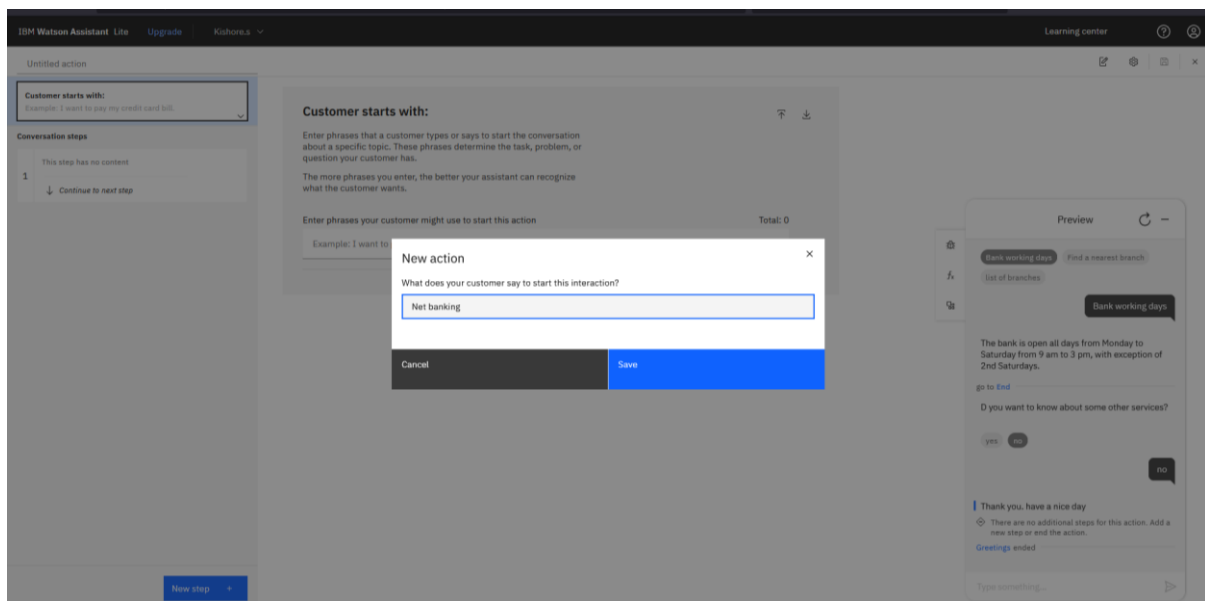 IBM Watson Assistant Lite Upgrade Kishore.s Learning center
Untitled action
Customer starts with:
Example: I want to pay my credit card bill.
Conversation steps
This step has no content
1
Continue to next step
New step +
Customer starts with:
Enter phrases that a customer types or says to start the conversation
about a specific topic. These phrases determine the task, problem, or
question your customer has.
The more phrases you enter, the better your assistant can recognize
what the customer wants.
Enter phrases your customer might use to start this action Total: 0
Example: I want to
New action
What does your customer say to start this interaction?
Net banking
Cancel Save
Preview
Bank working days Find a nearest branch
list of branches
Bank working days
The bank is open all days from Monday to
Saturday from 9 am to 3 pm, with exception of
2nd Saturdays.
go to End
D you want to know about some other services?
yes no
no
Thank you. have a nice day
There are no additional steps for this action. Add a
new step or end the action.
Greetings ended
Type something...